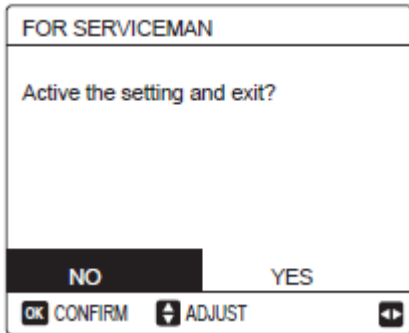 FOR SERVICEMAN
Active the setting and exit?
NO YES
OK CONFIRM ADJUST